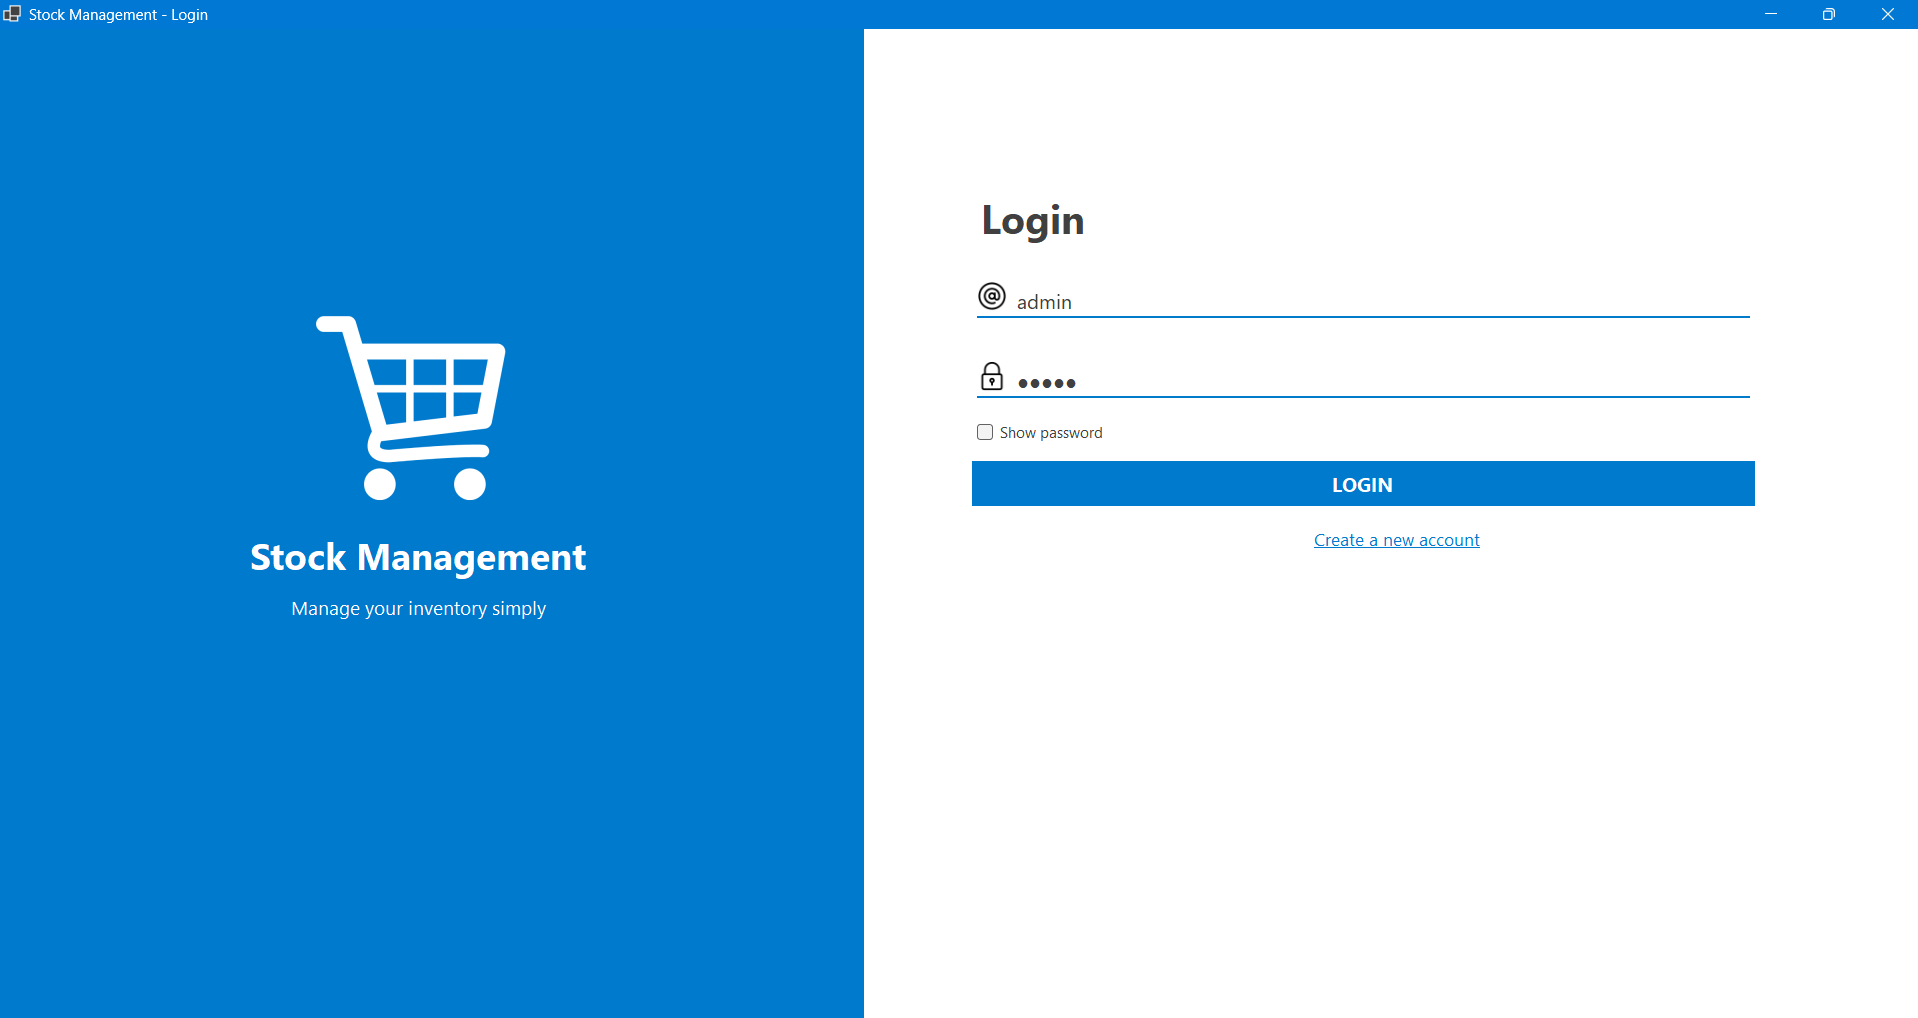 Stock Management - Login
Stock Management
Manage your inventory simply
Login
admin
●●●●●
Show password
LOGIN
Create a new account